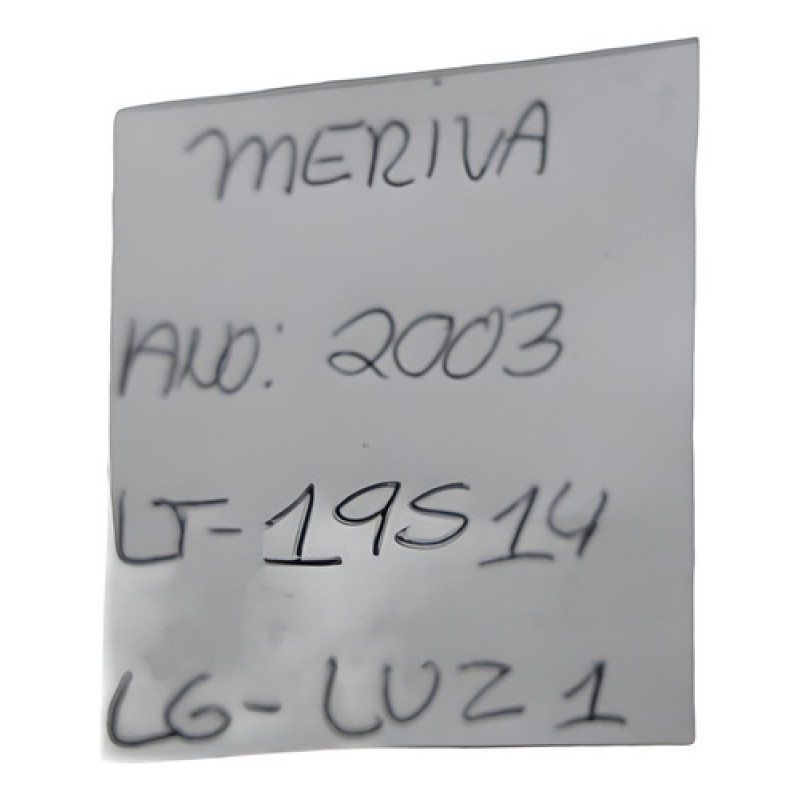 MERIVA
ANO: 2003
LT-19S14
LG-LUZ1